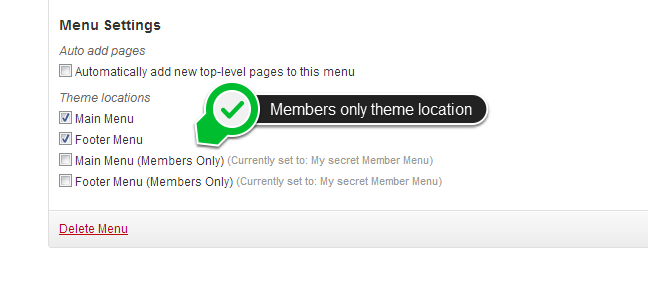 Menu Settings
Auto add pages
Automatically add new top-level pages to this menu
Theme locations
Members only theme location
Main Menu
Footer Menu
Main Menu (Members Only) (Currently set to: My secret Member Menu)
Footer Menu (Members Only) (Currently set to: My secret Member Menu)
Delete Menu